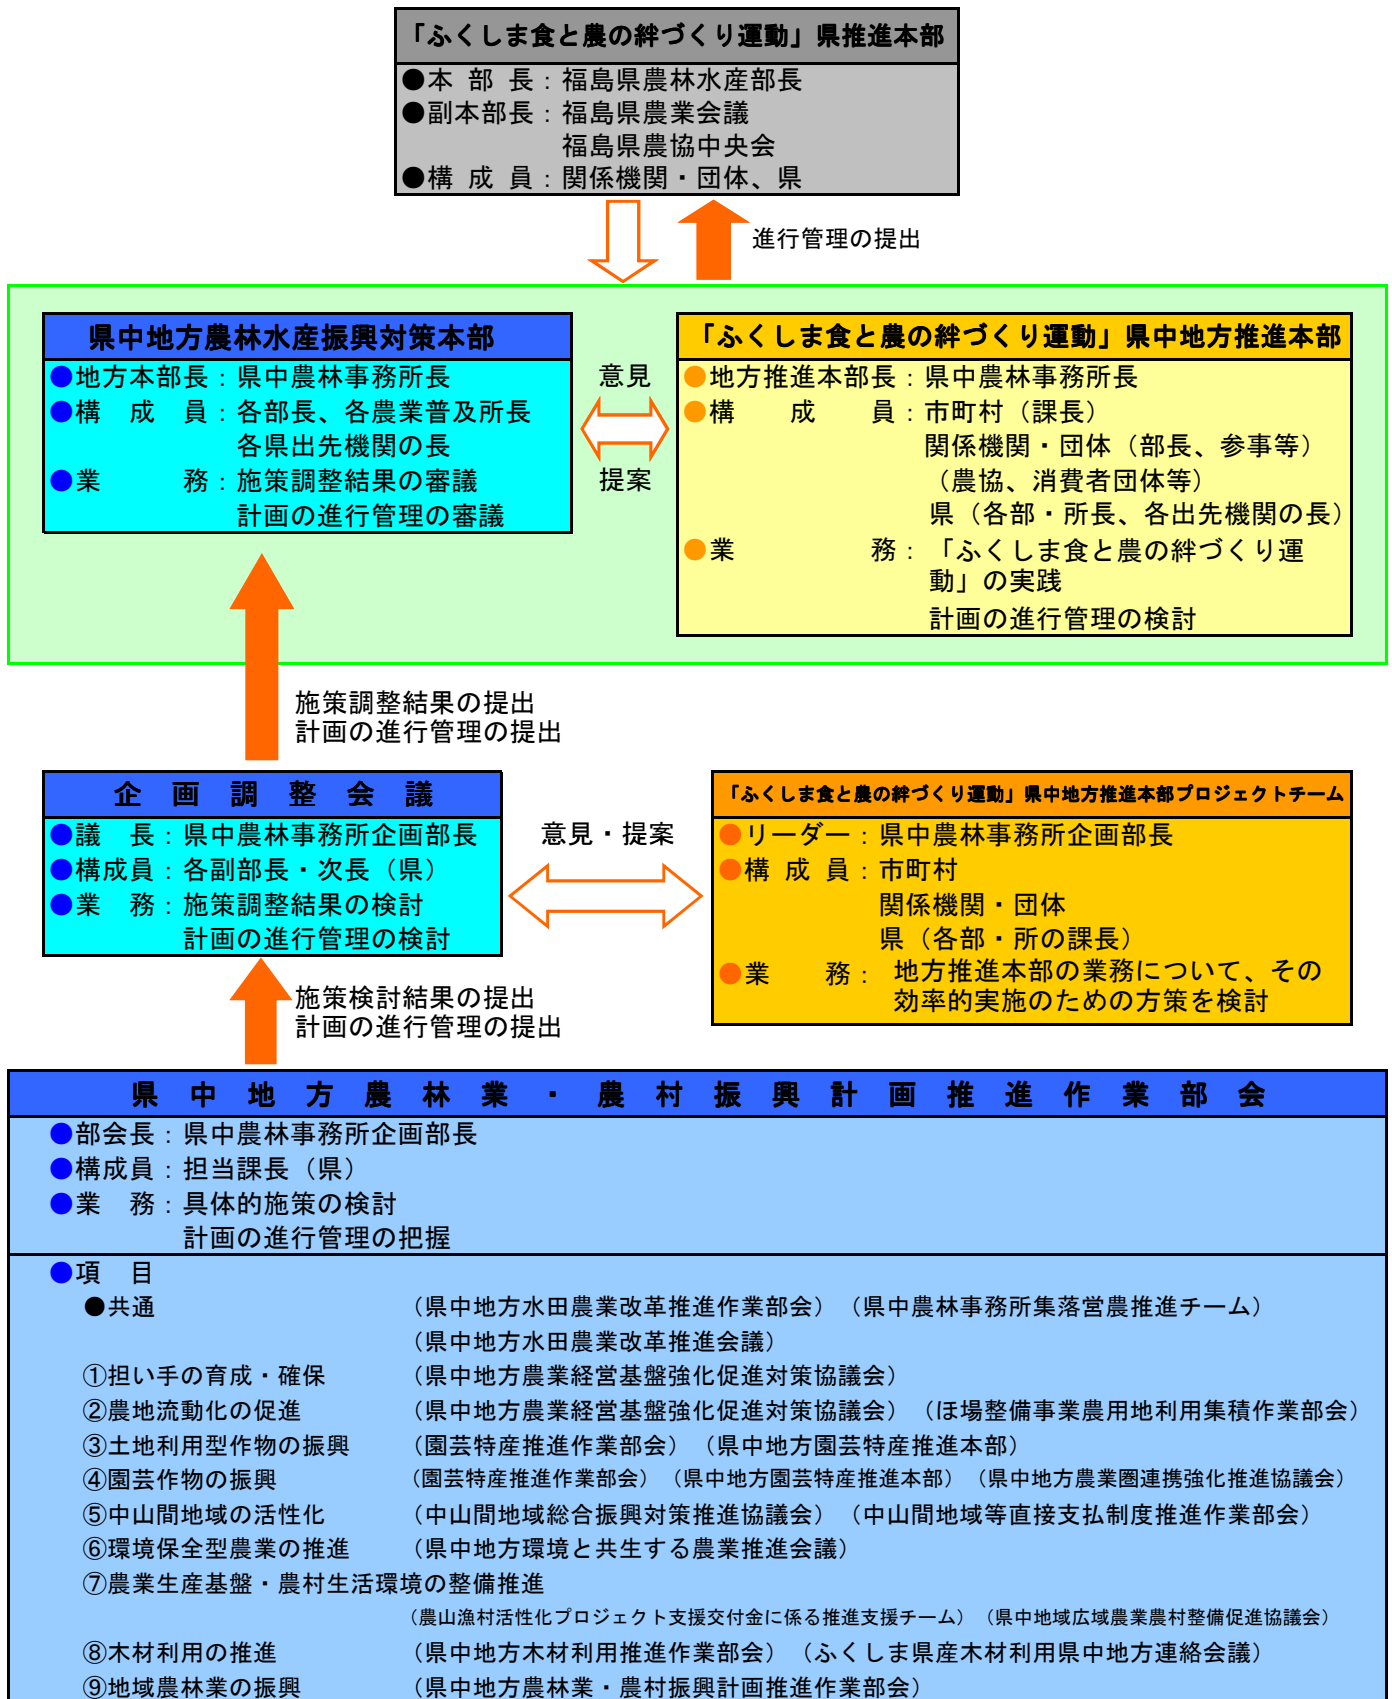 「ふくしま食と農の絆づくり運動」県推進本部
●本 部 長：福島県農林水産部長
●副本部長：福島県農業会議
福島県農協中央会
●構 成 員：関係機関・団体、県
進行管理の提出
県中地方農林水産振興対策本部
●地方本部長：県中農林事務所長
●構　成　員：各部長、各農業普及所長
各県出先機関の長
●業　　　務：施策調整結果の審議
計画の進行管理の審議
意見
提案
「ふくしま食と農の絆づくり運動」県中地方推進本部
●地方推進本部長：県中農林事務所長
●構　　成　　員：市町村（課長）
関係機関・団体（部長、参事等）
（農協、消費者団体等）
県（各部・所長、各出先機関の長）
●業　　　　　務：「ふくしま食と農の絆づくり運
動」の実践
計画の進行管理の検討
施策調整結果の提出
計画の進行管理の提出
企　画　調　整　会　議
●議　長：県中農林事務所企画部長
●構成員：各副部長・次長（県）
●業　務：施策調整結果の検討
計画の進行管理の検討
意見・提案
「ふくしま食と農の絆づくり運動」県中地方推進本部プロジェクトチーム
●リーダー：県中農林事務所企画部長
●構 成 員：市町村
関係機関・団体
県（各部・所の課長）
●業　　務：地方推進本部の業務について、その
効率的実施のための方策を検討
施策検討結果の提出
計画の進行管理の提出
県　中　地　方　農　林　業　・　農　村　振　興　計　画　推　進　作　業　部　会
●部会長：県中農林事務所企画部長
●構成員：担当課長（県）
●業　務：具体的施策の検討
計画の進行管理の把握
●項　目
●共通　（県中地方水田農業改革推進作業部会）（県中農林事務所集落営農推進チーム）
（県中地方水田農業改革推進会議）
①担い手の育成・確保　（県中地方農業経営基盤強化促進対策協議会）
②農地流動化の促進　（県中地方農業経営基盤強化促進対策協議会）（ほ場整備事業農用地利用集積作業部会）
③土地利用型作物の振興　（園芸特産推進作業部会）（県中地方園芸特産推進本部）
④園芸作物の振興　（園芸特産推進作業部会）（県中地方園芸特産推進本部）（県中地方農業圏連携強化推進協議会）
⑤中山間地域の活性化　（中山間地域総合振興対策推進協議会）（中山間地域等直接支払制度推進作業部会）
⑥環境保全型農業の推進　（県中地方環境と共生する農業推進会議）
⑦農業生産基盤・農村生活環境の整備推進
（農山漁村活性化プロジェクト支援交付金に係る推進支援チーム）（県中地域広域農業農村整備促進協議会）
⑧木材利用の推進　（県中地方木材利用推進作業部会）（ふくしま県産木材利用県中地方連絡会議）
⑨地域農林業の振興　（県中地方農林業・農村振興計画推進作業部会）